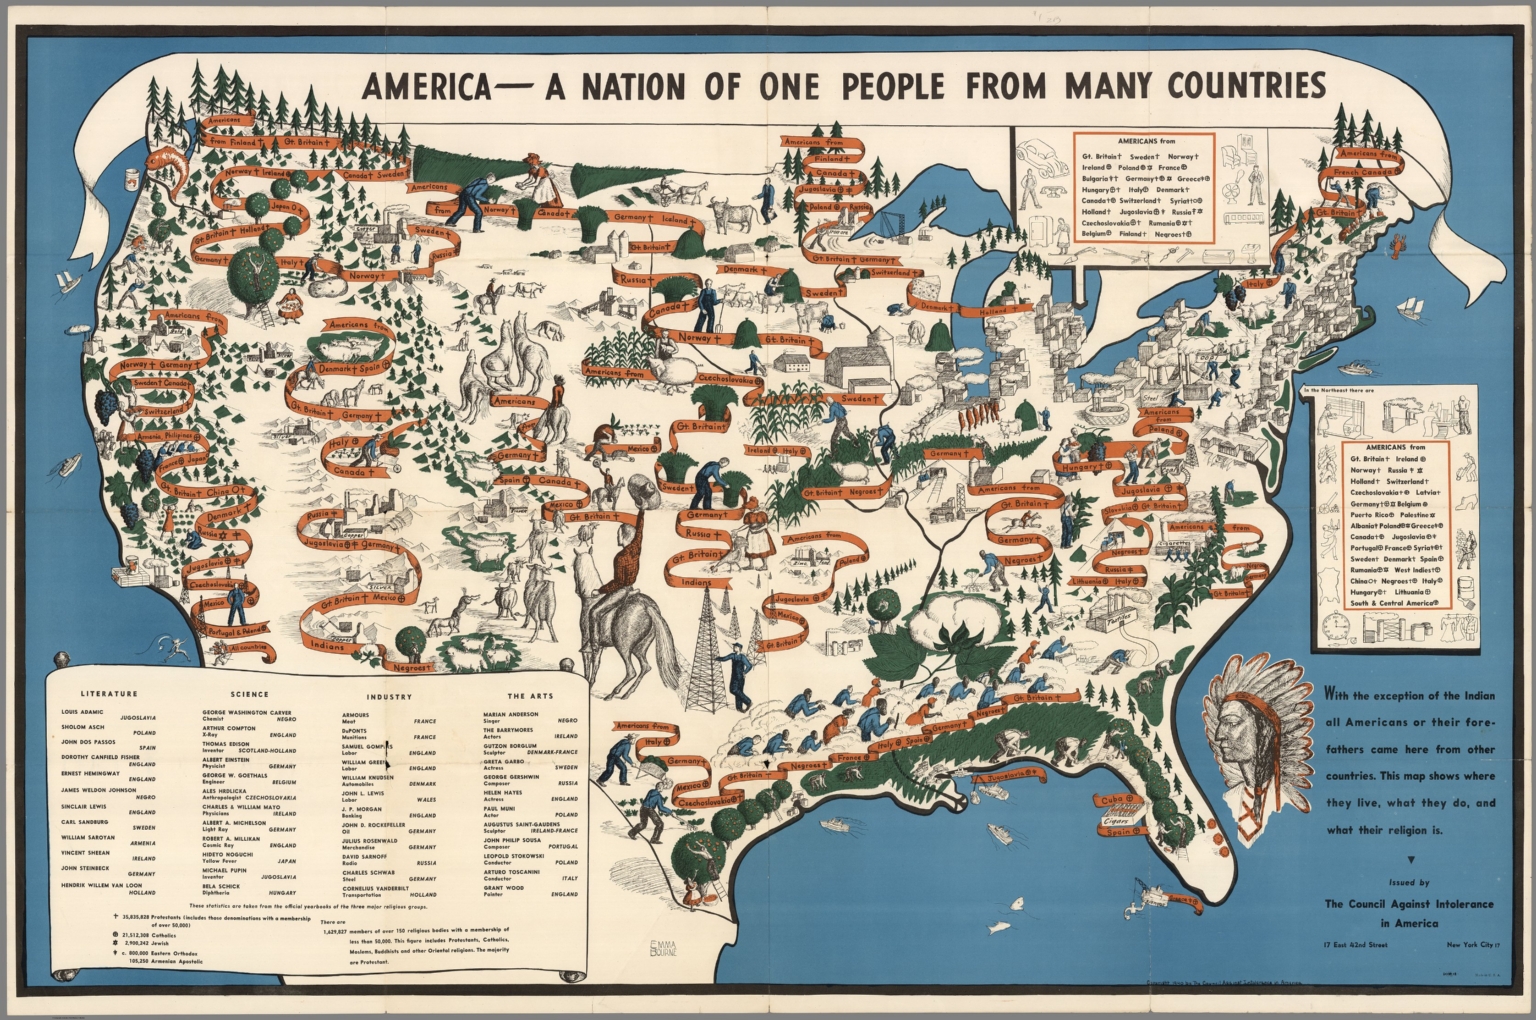 AMERICA— A NATION OF ONE PEOPLE FROM MANY COUNTRIES
Americans
from Finland † Gt. Britain †
Norway † Ireland
Canada † Sweden †
Japan
Gt. Britain † Holland †
Germany † Italy
Norway †
Americans
from Norway † Canada † Germany † Iceland
Sweden †
Russia
Gt. Britain †
Russia †
Denmark †
Sweden †
Canada †
Norway † Gt. Britain †
Americans from
Finland †
Canada †
Jugoslavia
Poland Russia
Gt. Britain † Germany †
Switzerland
Denmark † Holland †
AMERICANS from
Gt. Britain † Sweden † Norway †
Ireland Poland France
Bulgaria Germany Greece
Hungary Italy Denmark †
Canada Switzerland Syria
Holland † Jugoslavia Russia
Czechoslovakia Rumania
Belgium Finland † Negroes
Americans from
French Canada
Gt. Britain †
Italy
Americans from
Norway † Germany †
Sweden † Canada †
Switzerland
Armenia, Philipines
France Japan
Gt. Britain † China
Denmark †
Russia
Jugoslavia
Czechoslovakia
Mexico
Portugal & Poland
All countries
Americans from
Denmark † Spain
Gt. Britain † Germany †
Italy
Canada †
Russia
Jugoslavia Germany
Copper
SILVER
Gt. Britain † Mexico
Copper
Indians
Negroes †
Americans
from
Germany †
Spain Canada †
Mexico
Gt. Britain †
Americans from Czechoslovakia
Sweden †
Gt. Britain †
Mexico
Ireland Italy
Germany †
Gt. Britain † Negroes †
Sweden †
Germany †
Russia †
Gt. Britain †
Indians
Americans from
Zinc
Poland
Jugoslavia
Mexico
Gt. Britain †
Americans from
Gt. Britain †
Germany †
Negroes †
Steel
Americans
from
Poland
Hungary
Jugoslavia
Gt. Britain
Negroes †
Russia
Lithuania Italy
Americans from
Cigarettes
Gt. Britain †
Textiles
Americans from
Italy
Germany †
Mexico
Czechoslovakia
Gt. Britain † Negroes † France Italy Spain Germany † Negroes † Gt. Britain †
Jugoslavia
Cuba
Cigars
Spain
In the Northeast there are
AMERICANS from
Gt. Britain † Ireland
Norway † Russia †
Holland † Switzerland †
Czechoslovakia Latvia †
Germany Belgium
Puerto Rico Palestine
Albania Poland Greece
Canada Jugoslavia
Portugal France Syria
Sweden † Denmark † Spain
Rumania West Indies
China Negroes Italy
Hungary Lithuania
South & Central America
With the exception of the Indian
all Americans or their fore-
fathers came here from other
countries. This map shows where
they live, what they do, and
what their religion is.
Issued by
The Council Against Intolerance
in America
17 East 42nd Street New York City 17
LITERATURE
LOUIS ADAMIC
JUGOSLAVIA
SHOLOM ASCH
POLAND
JOHN DOS PASSOS
SPAIN
DOROTHY CANFIELD FISHER
ENGLAND
ERNEST HEMINGWAY
ENGLAND
JAMES WELDON JOHNSON
NEGRO
SINCLAIR LEWIS
ENGLAND
CARL SANDBURG
SWEDEN
WILLIAM SAROYAN
ARMENIA
VINCENT SHEEAN
IRELAND
JOHN STEINBECK
GERMANY
HENDRIK WILLEM VAN LOON
HOLLAND
SCIENCE
GEORGE WASHINGTON CARVER
Chemist NEGRO
ARTHUR COMPTON
X-Ray ENGLAND
THOMAS EDISON
Inventor SCOTLAND-HOLLAND
ALBERT EINSTEIN
Physicist GERMANY
GEORGE W. GOETHALS
Engineer BELGIUM
ALES HRDLICKA
Anthropologist CZECHOSLOVAKIA
CHARLES & WILLIAM MAYO
Physicians IRELAND
ALBERT A. MICHELSON
Light Ray GERMANY
ROBERT A. MILLIKAN
Cosmic Ray ENGLAND
HIDEYO NOGUCHI
Yellow Fever JAPAN
MICHAEL PUPIN
Inventor JUGOSLAVIA
BELA SCHICK
Diphtheria HUNGARY
INDUSTRY
ARMOURS
Meat FRANCE
DuPONTS
Munitions FRANCE
SAMUEL GOMPERS
Labor ENGLAND
WILLIAM GREEN
Labor ENGLAND
WILLIAM KNUDSEN
Automobiles DENMARK
JOHN L. LEWIS
Labor WALES
J. P. MORGAN
Banking ENGLAND
JOHN D. ROCKEFELLER
Oil GERMANY
JULIUS ROSENWALD
Merchandise GERMANY
DAVID SARNOFF
Radio RUSSIA
CHARLES SCHWAB
Steel GERMANY
CORNELIUS VANDERBILT
Transportation HOLLAND
THE ARTS
MARIAN ANDERSON
Singer NEGRO
THE BARRYMORES
Actors IRELAND
GUTZON BORGLUM
Sculptor DENMARK-FRANCE
GRETA GARBO
Actress SWEDEN
GEORGE GERSHWIN
Composer RUSSIA
HELEN HAYES
Actress ENGLAND
PAUL MUNI
Actor POLAND
AUGUSTUS SAINT-GAUDENS
Sculptor IRELAND-FRANCE
JOHN PHILIP SOUSA
Composer PORTUGAL
LEOPOLD STOKOWSKI
Conductor POLAND
ARTURO TOSCANINI
Conductor ITALY
GRANT WOOD
Painter ENGLAND
These statistics are taken from the official yearbooks of the three major religious groups.
† 35,835,828 Protestants (includes those denominations with a membership
of over 50,000)
21,512,308 Catholics
2,900,242 Jewish
c. 800,000 Eastern Orthodox
105,250 Armenian Apostolic
There are
1,629,827 members of over 150 religious bodies with a membership of
less than 50,000. This figure includes Protestants, Catholics,
Moslems, Buddhists and other Oriental religions. The majority
are Protestant.
EMMA
BOURNE